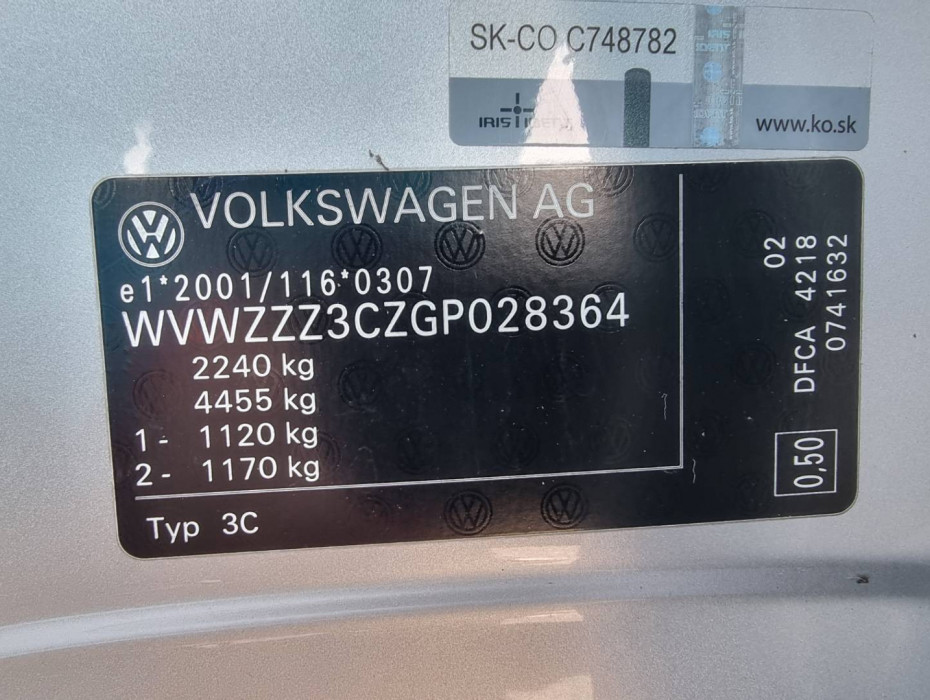 SK-CO C748782
IRIS IDENT
www.ko.sk
VOLKSWAGEN AG
e1*2001/116*0307
WVWZZZ3CZGP028364
2240 kg
4455 kg
1- 1120 kg
2- 1170 kg
Typ 3C
02
DFCA 4218
0741632
0,50